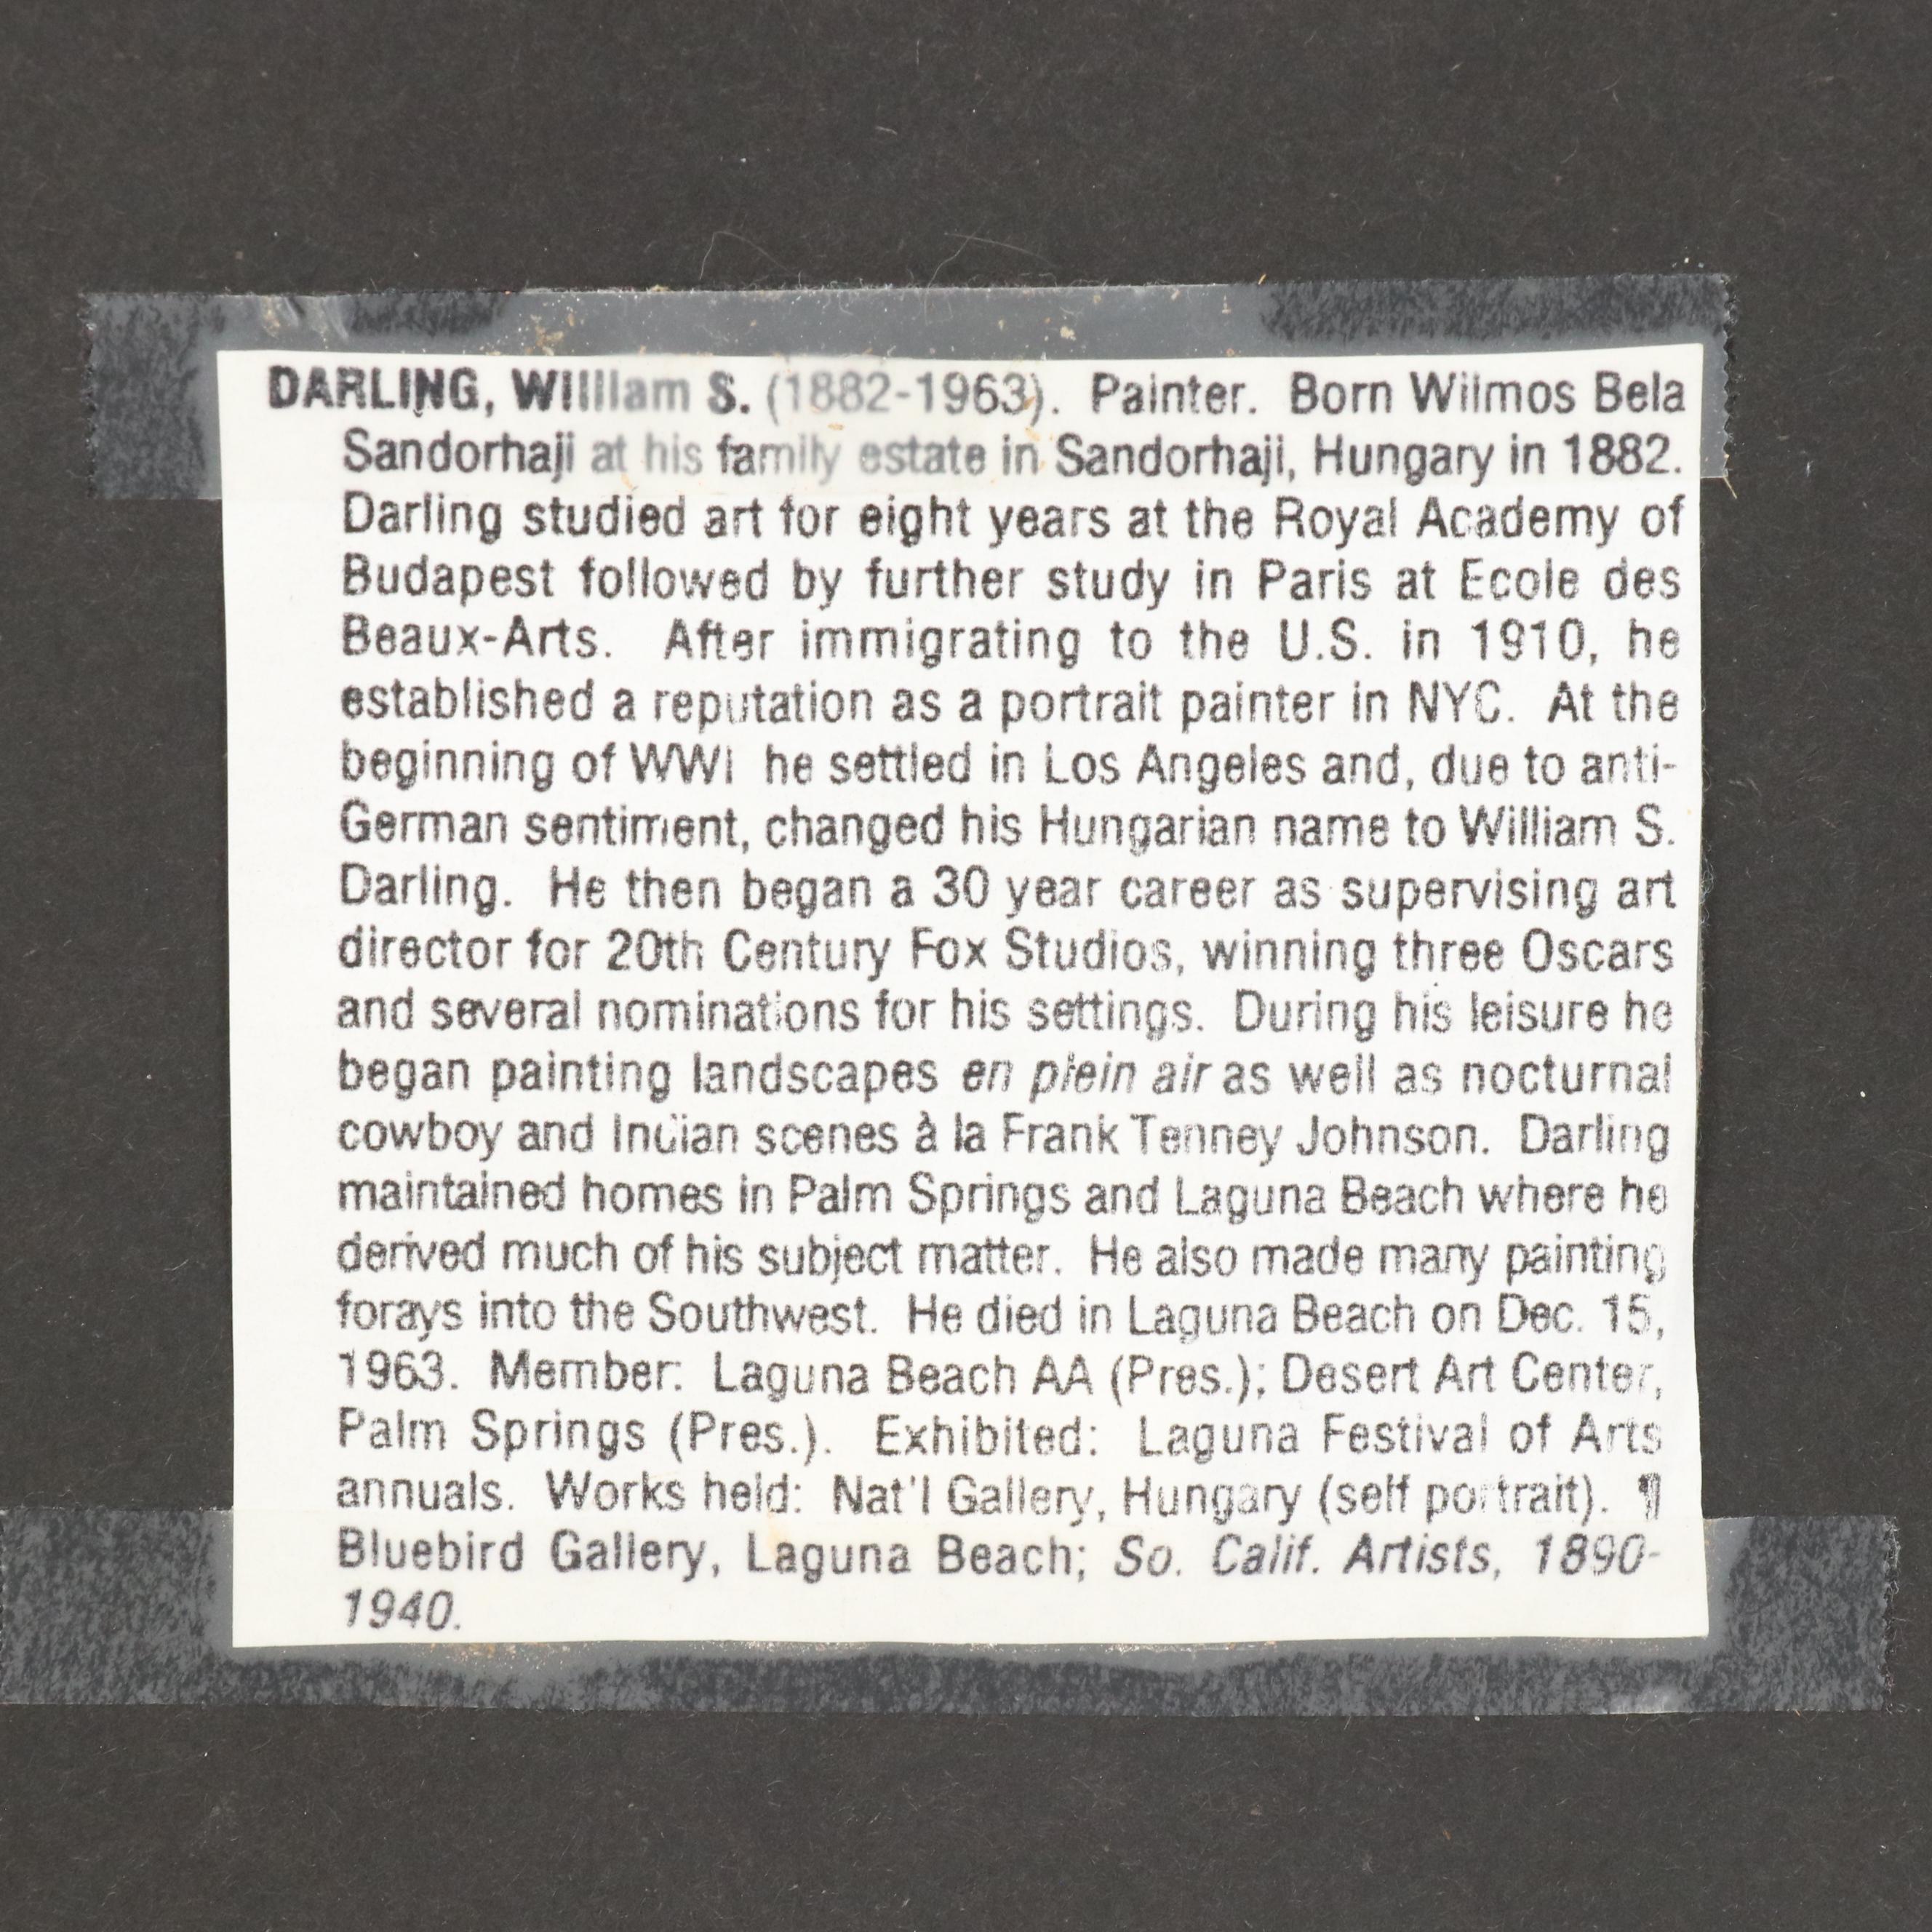 DARLING, William S. (1882-1963). Painter. Born Wilmos Bela
Sandorhaji at his family estate in Sandorhaji, Hungary in 1882.
Darling studied art for eight years at the Royal Academy of
Budapest followed by further study in Paris at Ecole des
Beaux-Arts. After immigrating to the U.S. in 1910, he
established a reputation as a portrait painter in NYC. At the
beginning of WWI he settled in Los Angeles and, due to anti-
German sentiment, changed his Hungarian name to William S.
Darling. He then began a 30 year career as supervising art
director for 20th Century Fox Studios, winning three Oscars
and several nominations for his settings. During his leisure he
began painting landscapes en plein air as well as nocturnal
cowboy and Indian scenes à la Frank Tenney Johnson. Darling
maintained homes in Palm Springs and Laguna Beach where he
derived much of his subject matter. He also made many painting
forays into the Southwest. He died in Laguna Beach on Dec. 15,
1963. Member: Laguna Beach AA (Pres.); Desert Art Center,
Palm Springs (Pres.). Exhibited: Laguna Festival of Arts
annuals. Works held: Nat'l Gallery, Hungary (self portrait). ¶
Bluebird Gallery, Laguna Beach; So. Calif. Artists, 1890-
1940.